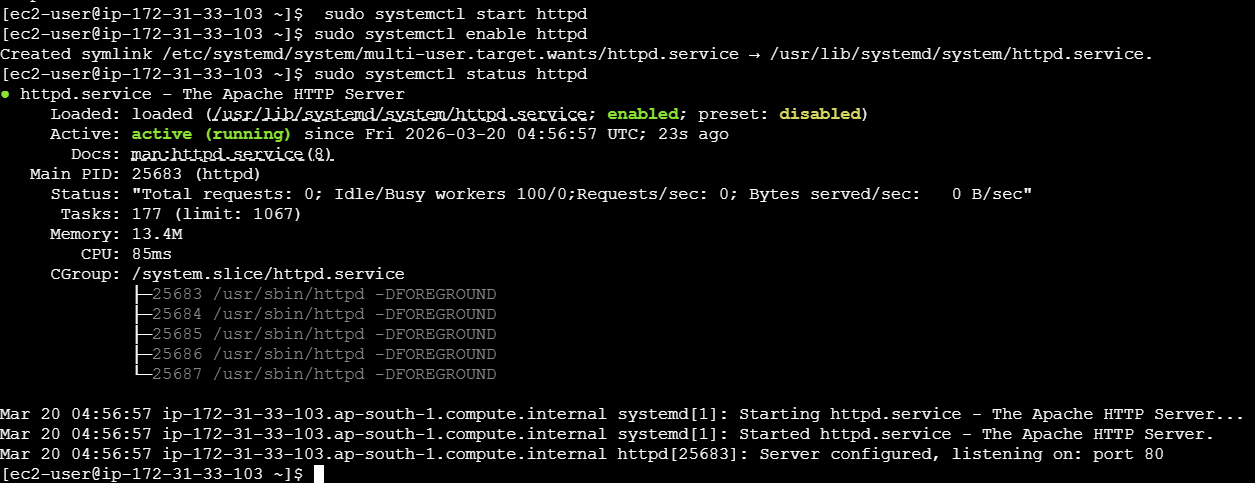 [ec2-user@ip-172-31-33-103 ~]$  sudo systemctl start httpd
[ec2-user@ip-172-31-33-103 ~]$ sudo systemctl enable httpd
Created symlink /etc/systemd/system/multi-user.target.wants/httpd.service → /usr/lib/systemd/system/httpd.service.
[ec2-user@ip-172-31-33-103 ~]$ sudo systemctl status httpd
● httpd.service - The Apache HTTP Server
     Loaded: loaded (/usr/lib/systemd/system/httpd.service; enabled; preset: disabled)
     Active: active (running) since Fri 2026-03-20 04:56:57 UTC; 23s ago
       Docs: man:httpd.service(8)
   Main PID: 25683 (httpd)
     Status: "Total requests: 0; Idle/Busy workers 100/0;Requests/sec: 0; Bytes served/sec:   0 B/sec"
      Tasks: 177 (limit: 1067)
     Memory: 13.4M
        CPU: 85ms
     CGroup: /system.slice/httpd.service
             ├─25683 /usr/sbin/httpd -DFOREGROUND
             ├─25684 /usr/sbin/httpd -DFOREGROUND
             ├─25685 /usr/sbin/httpd -DFOREGROUND
             ├─25686 /usr/sbin/httpd -DFOREGROUND
             └─25687 /usr/sbin/httpd -DFOREGROUND

Mar 20 04:56:57 ip-172-31-33-103.ap-south-1.compute.internal systemd[1]: Starting httpd.service - The Apache HTTP Server...
Mar 20 04:56:57 ip-172-31-33-103.ap-south-1.compute.internal systemd[1]: Started httpd.service - The Apache HTTP Server.
Mar 20 04:56:57 ip-172-31-33-103.ap-south-1.compute.internal httpd[25683]: Server configured, listening on: port 80
[ec2-user@ip-172-31-33-103 ~]$